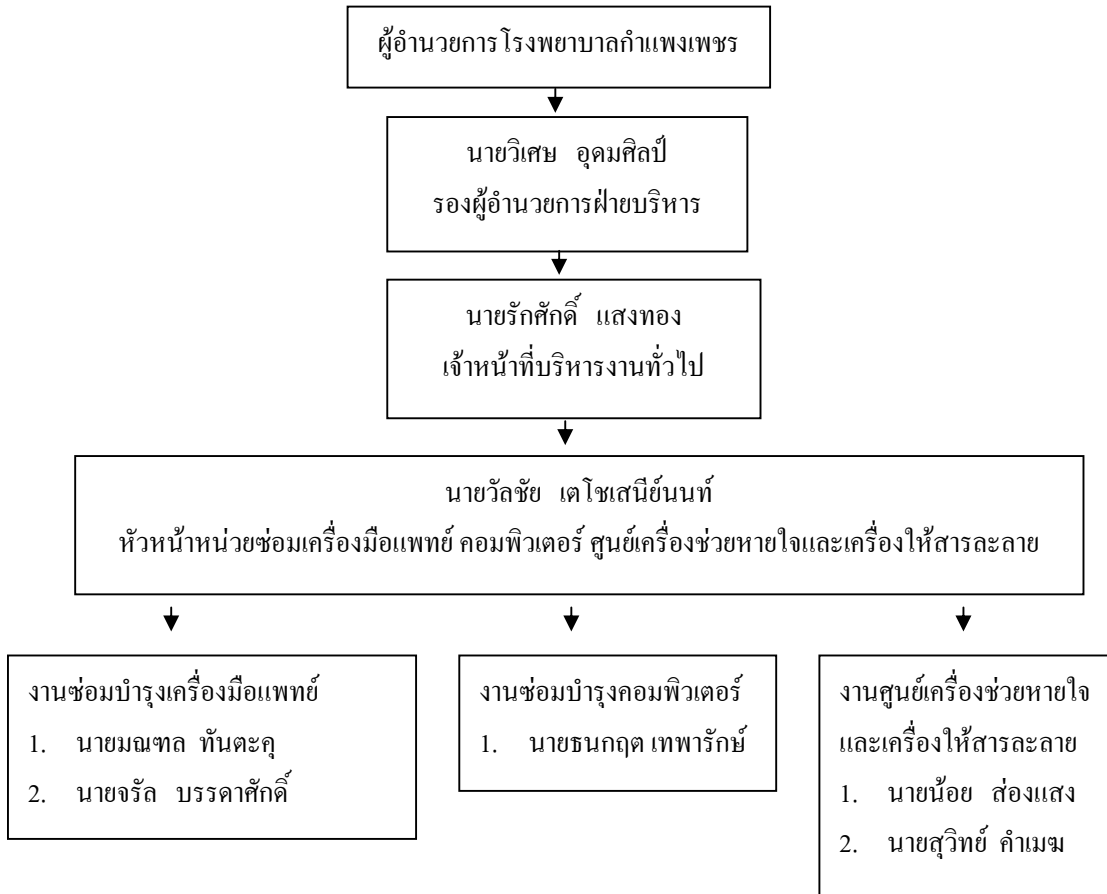 ผู้อำนวยการโรงพยาบาลกำแพงเพชร
นายวิเศษ อุดมศิลป์
รองผู้อำนวยการฝ่ายบริหาร
นายรักศักดิ์ แสงทอง
เจ้าหน้าที่บริหารงานทั่วไป
นายวัลชัย เตโชเสนีย์นนท์
หัวหน้าหน่วยซ่อมเครื่องมือแพทย์ คอมพิวเตอร์ ศูนย์เครื่องช่วยหายใจและเครื่องให้สารละลาย
งานซ่อมบำรุงเครื่องมือแพทย์
1. นายมณฑล ทันตะคุ
2. นายจรัล บรรดาศักดิ์
งานซ่อมบำรุงคอมพิวเตอร์
1. นายธนกฤต เทพารักษ์
งานศูนย์เครื่องช่วยหายใจ
และเครื่องให้สารละลาย
1. นายน้อย ส่องแสง
2. นายสุวิทย์ คำเมฆ